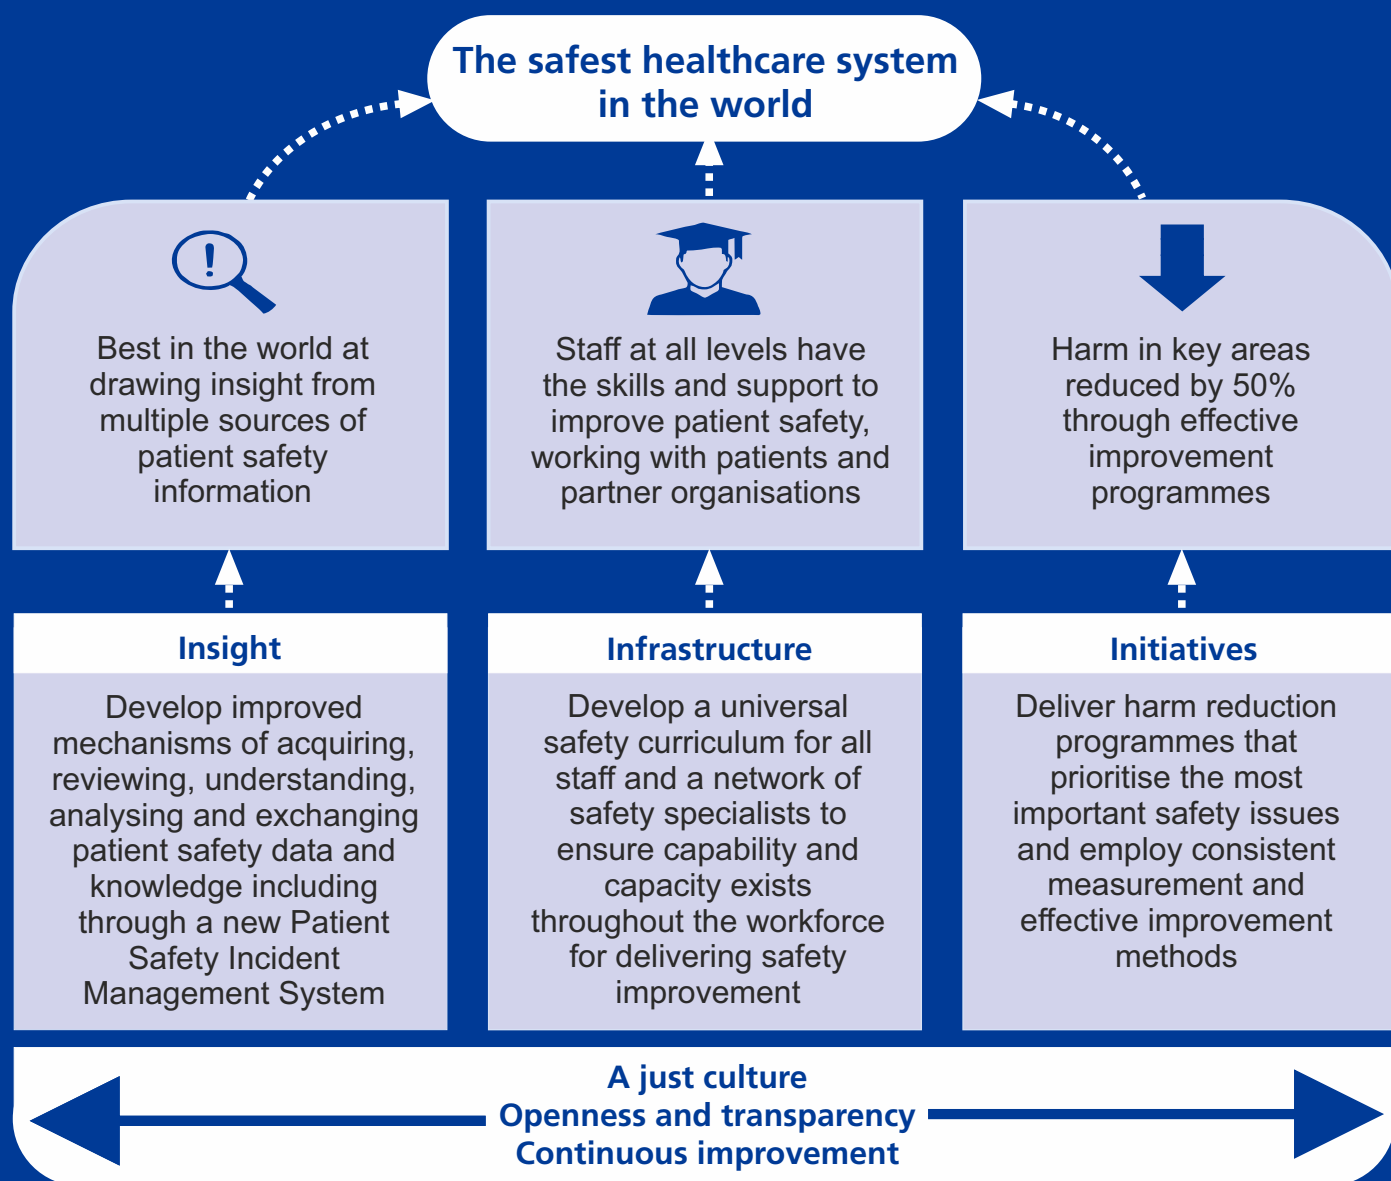 The safest healthcare system
in the world
!
Best in the world at
drawing insight from
multiple sources of
patient safety
information
Staff at all levels have
the skills and support to
improve patient safety,
working with patients and
partner organisations
Harm in key areas
reduced by 50%
through effective
improvement
programmes
Insight
Develop improved
mechanisms of acquiring,
reviewing, understanding,
analysing and exchanging
patient safety data and
knowledge including
through a new Patient
Safety Incident
Management System
Infrastructure
Develop a universal
safety curriculum for all
staff and a network of
safety specialists to
ensure capability and
capacity exists
throughout the workforce
for delivering safety
improvement
Initiatives
Deliver harm reduction
programmes that
prioritise the most
important safety issues
and employ consistent
measurement and
effective improvement
methods
A just culture
Openness and transparency
Continuous improvement